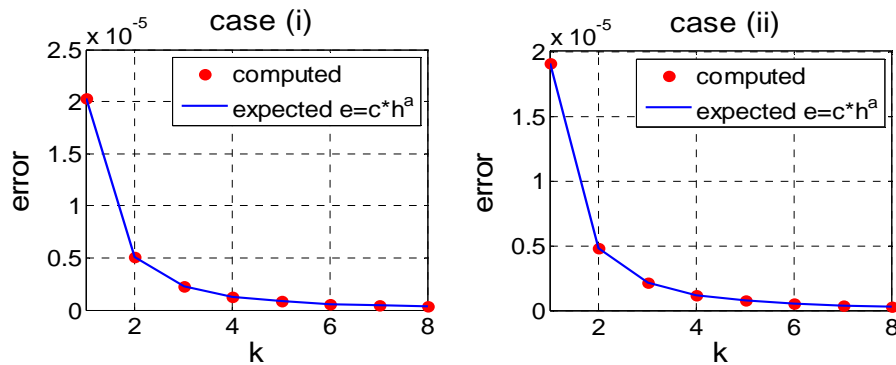 case (i)
x 10^-5
2.5
2
1.5
1
0.5
0
error
computed
expected e=c*h^a
2
4
6
8
k
case (ii)
x 10^-5
2
1.5
1
0.5
0
error
computed
expected e=c*h^a
2
4
6
8
k